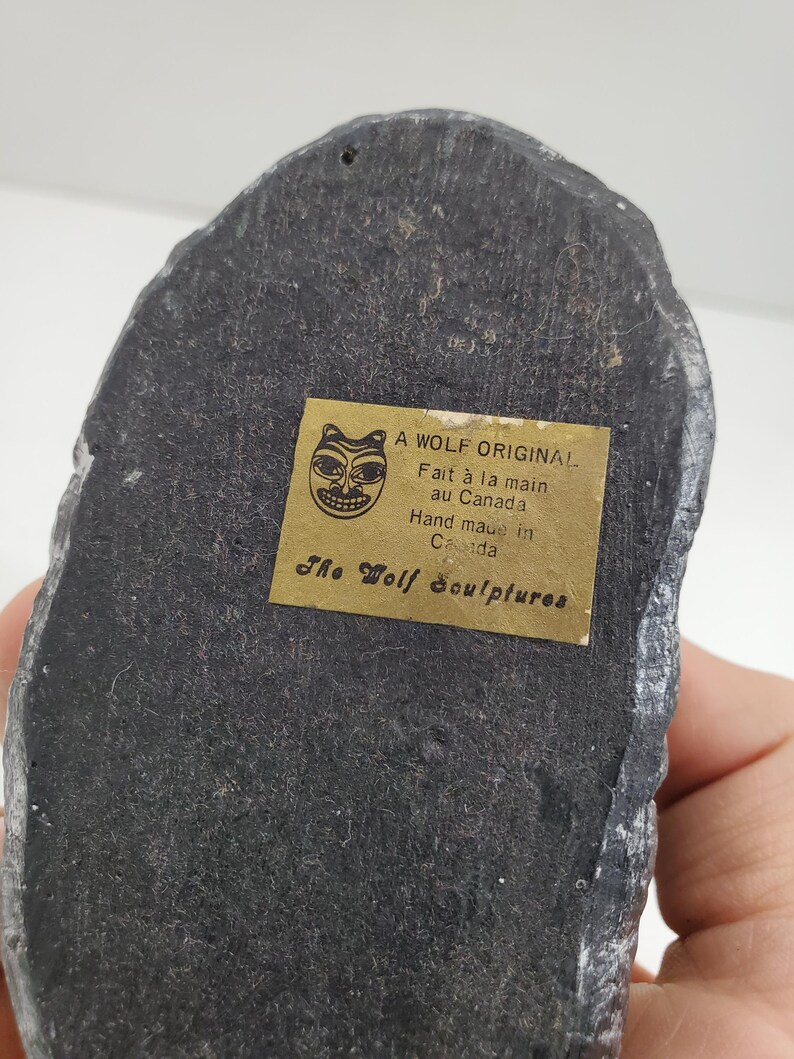 A WOLF ORIGINAL
Fait à la main
au Canada
Hand made in
Canada
The Wolf Sculptures